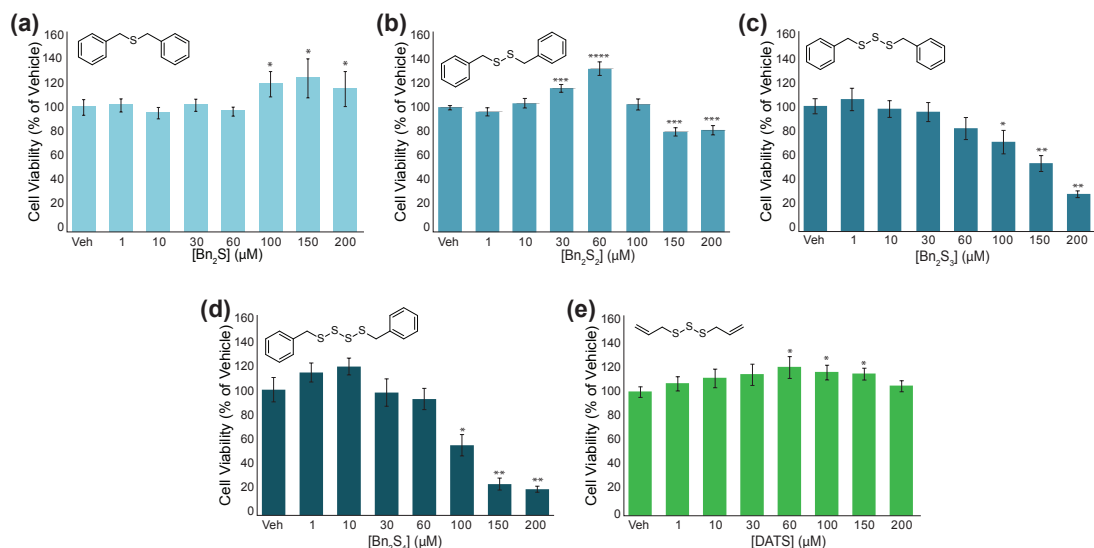 (a)
160
140
120
100
80
60
40
20
0
Cell Viability (% of Vehicle)
S
*
*
*
Veh 1 10 30 60 100 150 200
[Bn₂S] (µM)
(b)
160
140
120
100
80
60
40
20
0
Cell Viability (% of Vehicle)
S
S
***
****
***
***
Veh 1 10 30 60 100 150 200
[Bn₂S₂] (µM)
(c)
160
140
120
100
80
60
40
20
0
Cell Viability (% of Vehicle)
S S S
*
**
**
Veh 1 10 30 60 100 150 200
[Bn₂S₃] (µM)
(d)
160
140
120
100
80
60
40
20
0
Cell Viability (% of Vehicle)
S S S S
*
**
**
Veh 1 10 30 60 100 150 200
[Bn₂S₄] (µM)
(e)
160
140
120
100
80
60
40
20
0
Cell Viability (% of Vehicle)
S S S
*
*
*
Veh 1 10 30 60 100 150 200
[DATS] (µM)